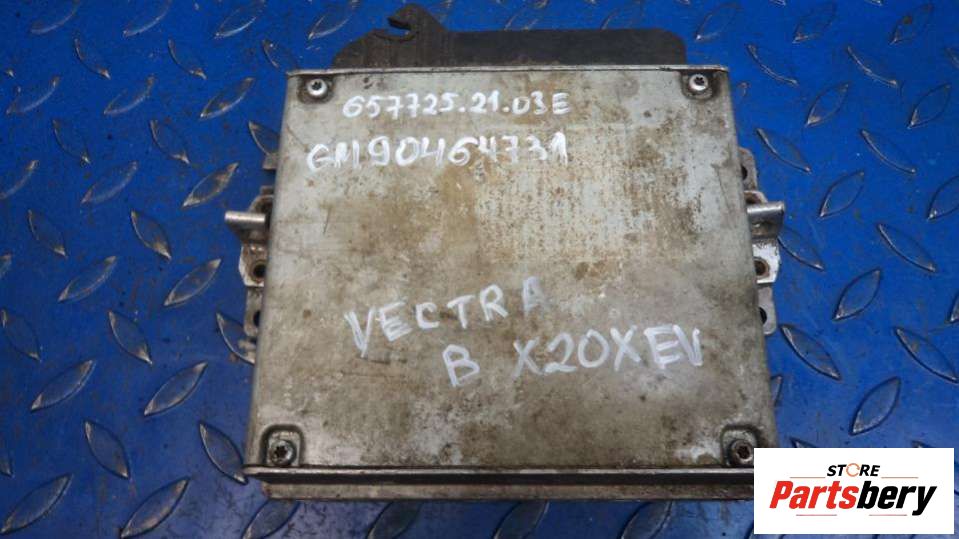 657725.21.03E
GM90464731
VECTRA
B X20XEV
STORE
Partsbery